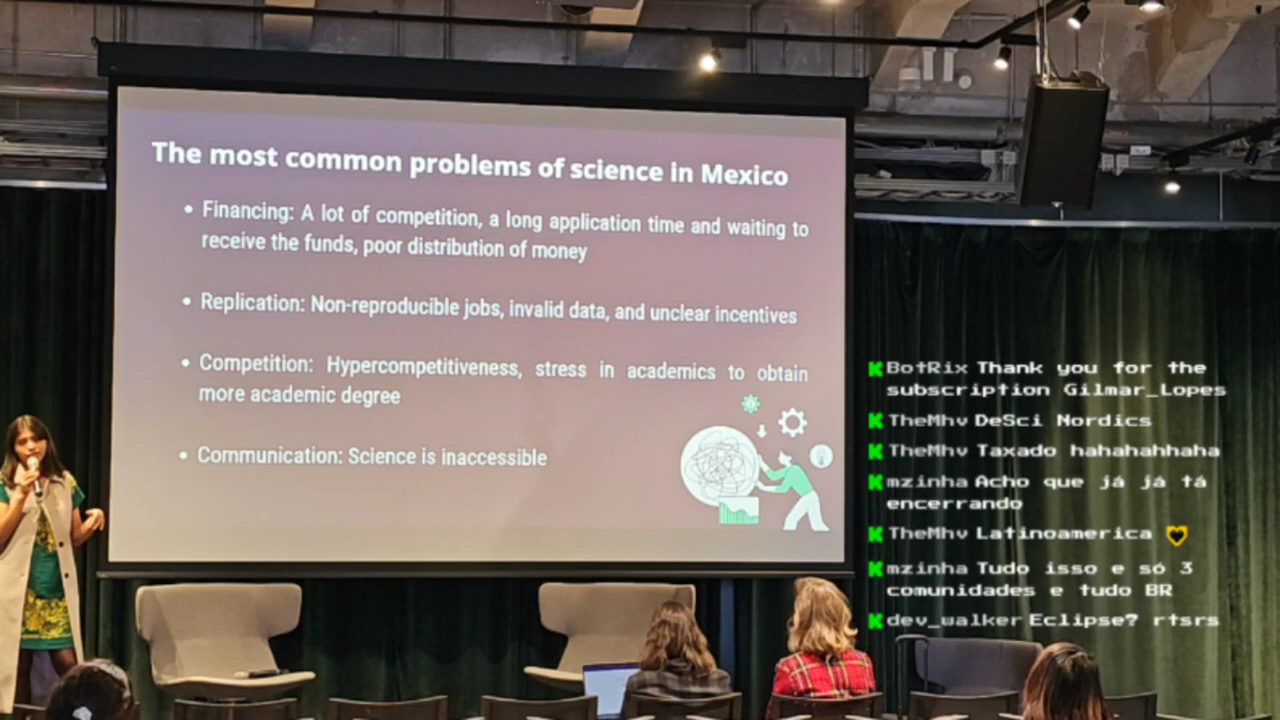 The most common problems of science in Mexico
• Financing: A lot of competition, a long application time and waiting to
receive the funds, poor distribution of money
• Replication: Non-reproducible jobs, invalid data, and unclear incentives
• Competition: Hypercompetitiveness, stress in academics to obtain
more academic degree
• Communication: Science is inaccessible
K BotRix Thank you for the
subscription Gilmar_Lopes
K TheMhv DeSci Nordics
K TheMhv Taxado hahahahhaha
K mzinha Acho que já já tá
encerrando
K TheMhv Latinoamerica
K mzinha Tudo isso e só 3
comunidades e tudo BR
K dev_walker Eclipse? rtsrs